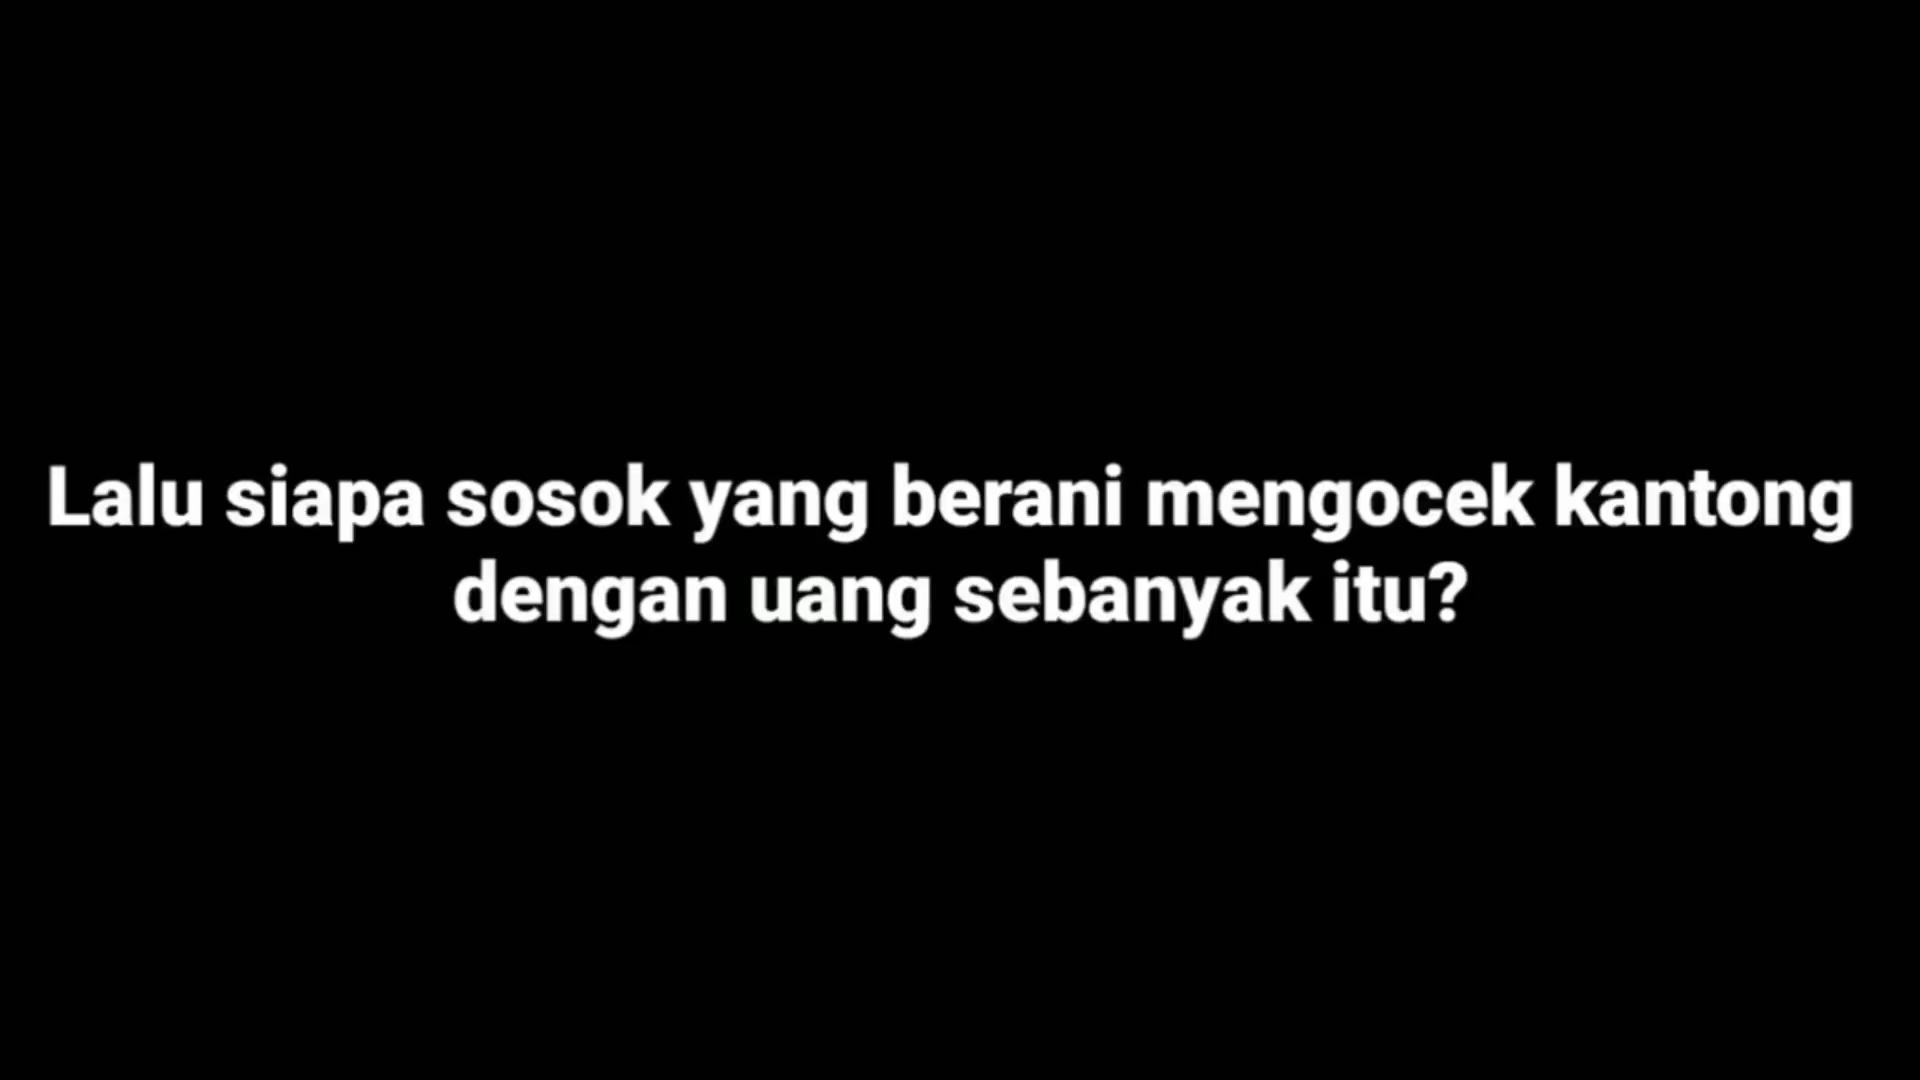 Lalu siapa sosok yang berani mengocek kantong
dengan uang sebanyak itu?